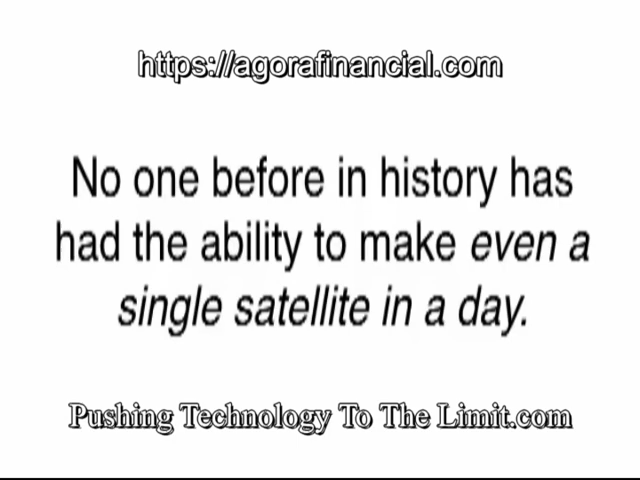 https://agorafinancial.com
No one before in history has
had the ability to make even a
single satellite in a day.
Pushing Technology To The Limit.com